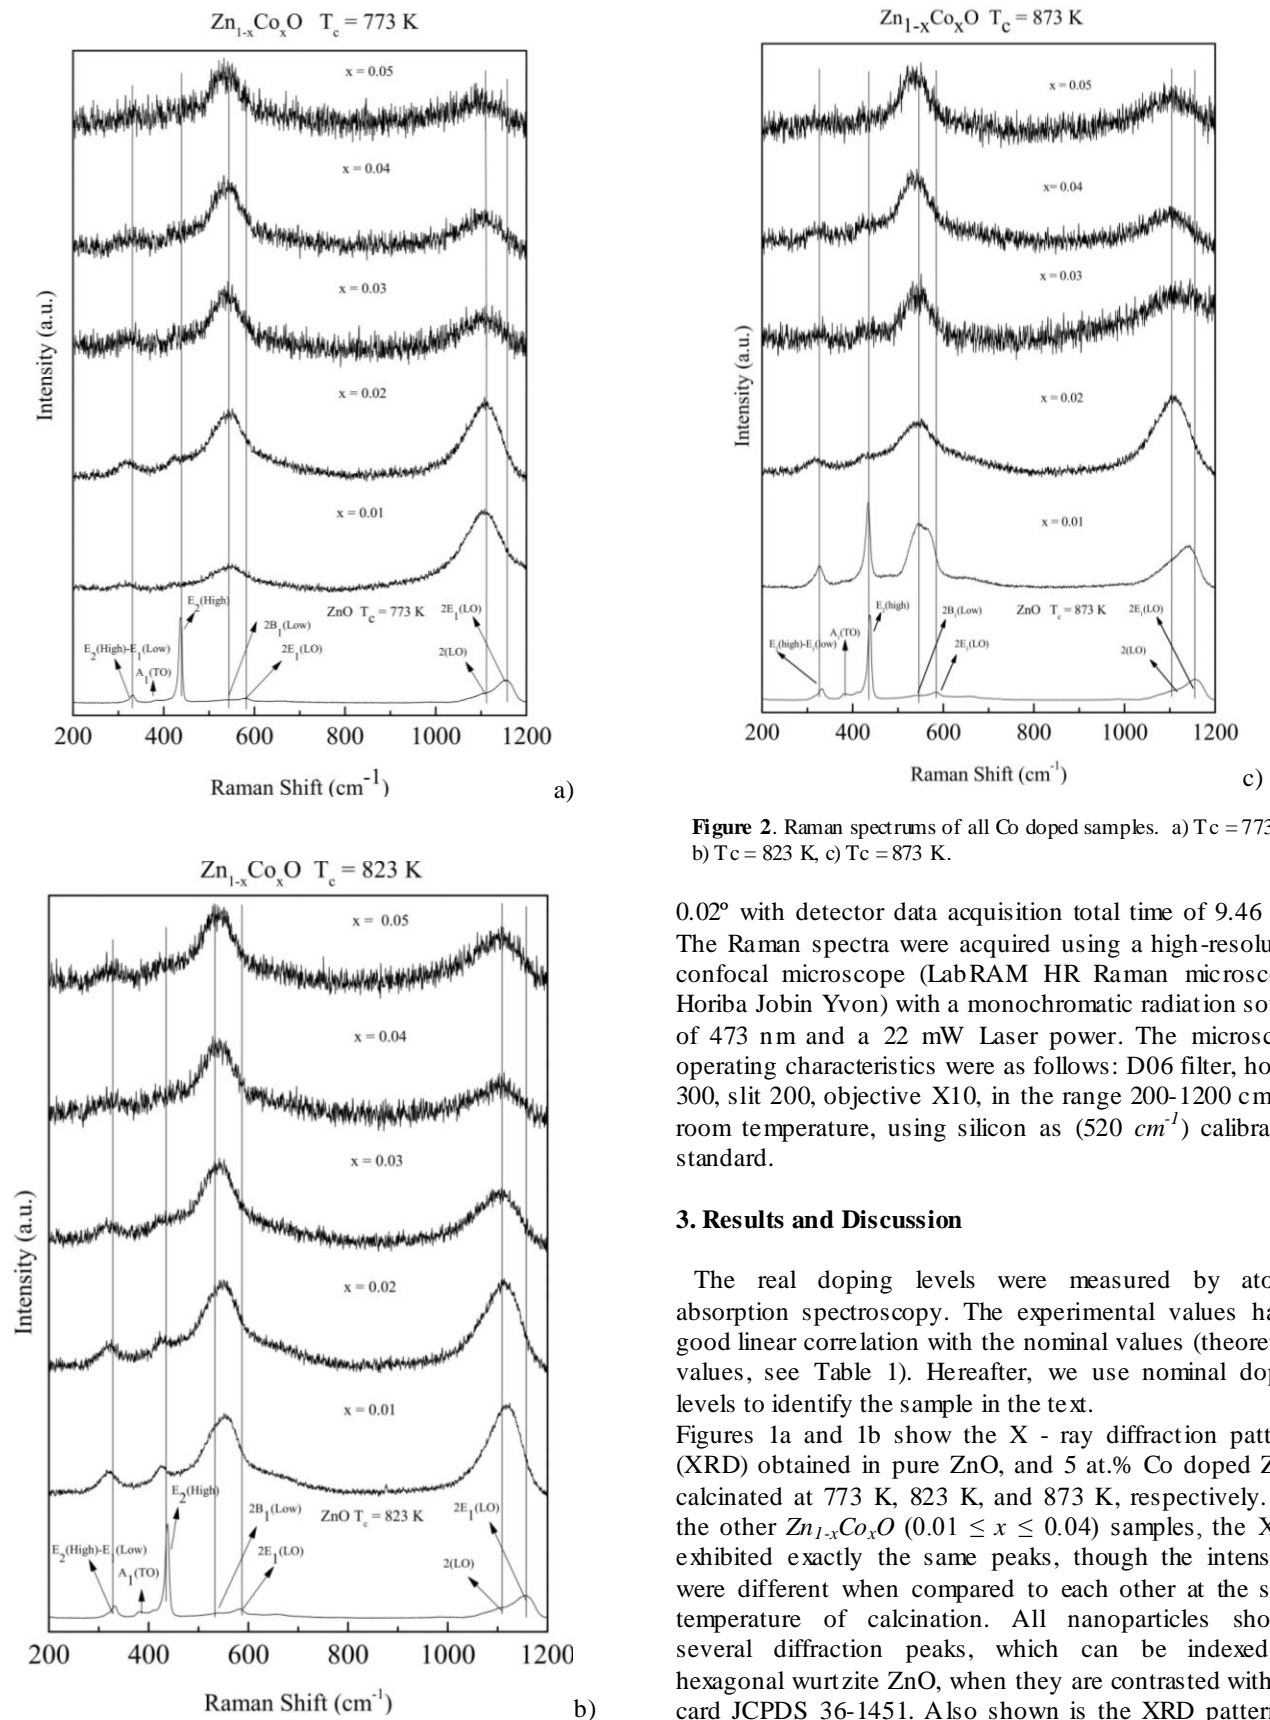 Zn1-xCoxO Tc = 773 K
x = 0.05
x = 0.04
x = 0.03
x = 0.02
x = 0.01
E2(High)
ZnO Tc = 773 K
2E1(LO)
2B1(Low)
E2(High)-E1(Low)
2E1(LO)
A1(TO)
2(LO)
Intensity (a.u.)
200 400 600 800 1000 1200
Raman Shift (cm-1)
a)
Zn1-xCoxO Tc = 823 K
x = 0.05
x = 0.04
x = 0.03
x = 0.02
x = 0.01
E2(High)
2B1(Low)
ZnO Tc = 823 K
2E1(LO)
E2(High)-E1(Low)
2E1(LO)
A1(TO)
2(LO)
Intensity (a.u.)
200 400 600 800 1000 1200
Raman Shift (cm-1)
b)
Zn1-xCoxO Tc = 873 K
x = 0.05
x= 0.04
x = 0.03
x = 0.02
x = 0.01
E2(high)
2B1(Low)
ZnO Tc = 873 K
2E1(LO)
A1(TO)
E2(high)-E1(low)
2E1(LO)
2(LO)
Intensity (a.u.)
200 400 600 800 1000 1200
Raman Shift (cm-1)
c)
Figure 2. Raman spectrums of all Co doped samples. a) Tc = 773
b) Tc = 823 K, c) Tc = 873 K.
0.02º with detector data acquisition total time of 9.46
The Raman spectra were acquired using a high-resolu
confocal microscope (LabRAM HR Raman microsc
Horiba Jobin Yvon) with a monochromatic radiation so
of 473 nm and a 22 mW Laser power. The microsc
operating characteristics were as follows: D06 filter, ho
300, slit 200, objective X10, in the range 200-1200 cm
room temperature, using silicon as (520 cm-1) calibra
standard.
3. Results and Discussion
The real doping levels were measured by ato
absorption spectroscopy. The experimental values ha
good linear correlation with the nominal values (theore
values, see Table 1). Hereafter, we use nominal dop
levels to identify the sample in the text.
Figures 1a and 1b show the X - ray diffraction patt
(XRD) obtained in pure ZnO, and 5 at.% Co doped Z
calcinated at 773 K, 823 K, and 873 K, respectively.
the other Zn1-xCoxO (0.01 ≤ x ≤ 0.04) samples, the X
exhibited exactly the same peaks, though the intens
were different when compared to each other at the s
temperature of calcination. All nanoparticles sho
several diffraction peaks, which can be indexed
hexagonal wurtzite ZnO, when they are contrasted with
card JCPDS 36-1451. Also shown is the XRD pattern